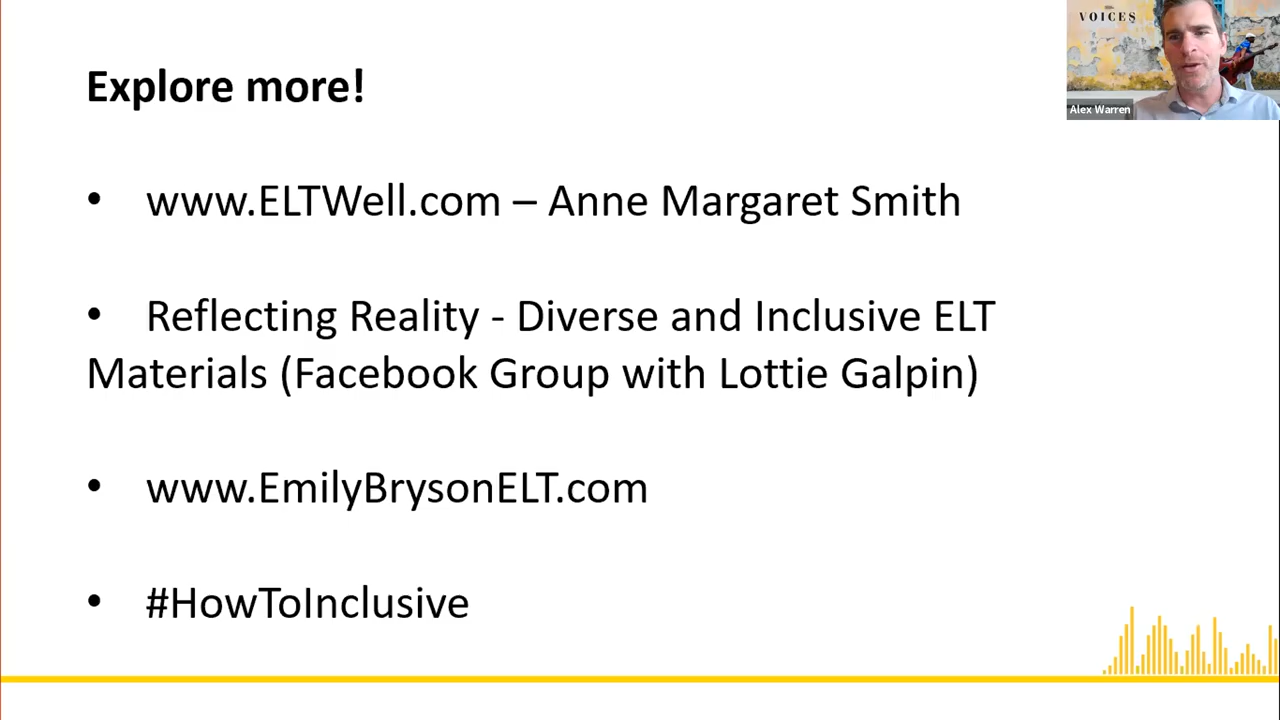 VOICES
Alex Warren
Explore more!
• www.ELTWell.com – Anne Margaret Smith
• Reflecting Reality - Diverse and Inclusive ELT
Materials (Facebook Group with Lottie Galpin)
• www.EmilyBrysonELT.com
• #HowToInclusive